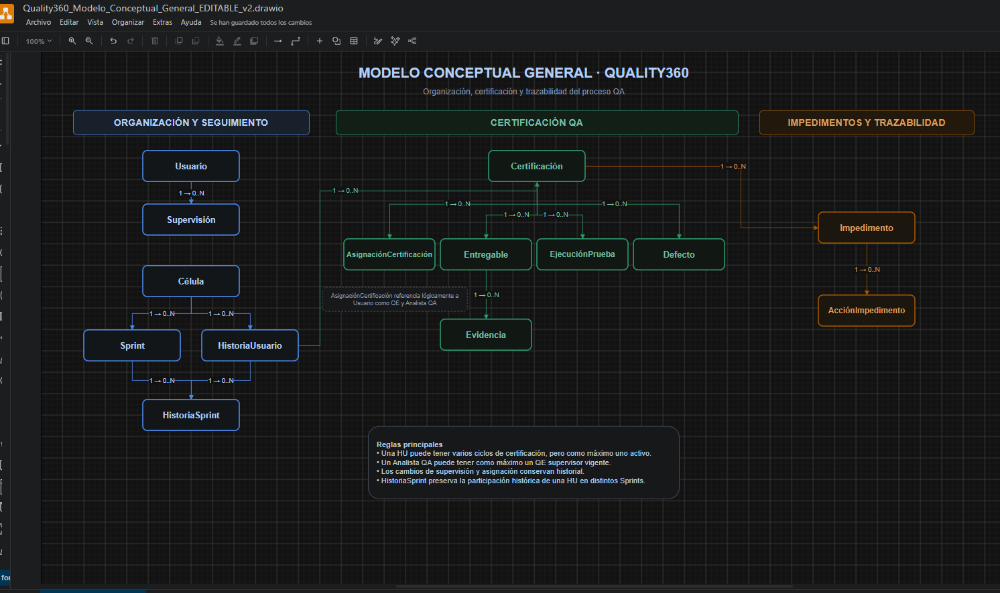 Quality360_Modelo_Conceptual_General_EDITABLE_v2.drawio
Archivo Editar Vista Organizar Extras Ayuda Se han guardado todos los cambios
100%
MODELO CONCEPTUAL GENERAL · QUALITY360
Organización, certificación y trazabilidad del proceso QA
ORGANIZACIÓN Y SEGUIMIENTO
CERTIFICACIÓN QA
IMPEDIMENTOS Y TRAZABILIDAD
Usuario
1 → 0..N
Supervisión
Célula
1 → 0..N
1 → 0..N
Sprint
HistoriaUsuario
1 → 0..N
1 → 0..N
HistoriaSprint
Certificación
1 → 0..N
1 → 0..N
1 → 0..N
1 → 0..N
1 → 0..N
AsignaciónCertificación
Entregable
EjecuciónPrueba
Defecto
AsignaciónCertificación referencia lógicamente a
Usuario como QE y Analista QA
1 → 0..N
Evidencia
1 → 0..N
Impedimento
1 → 0..N
AcciónImpedimento
Reglas principales
• Una HU puede tener varios ciclos de certificación, pero como máximo uno activo.
• Un Analista QA puede tener como máximo un QE supervisor vigente.
• Los cambios de supervisión y asignación conservan historial.
• HistoriaSprint preserva la participación histórica de una HU en distintos Sprints.